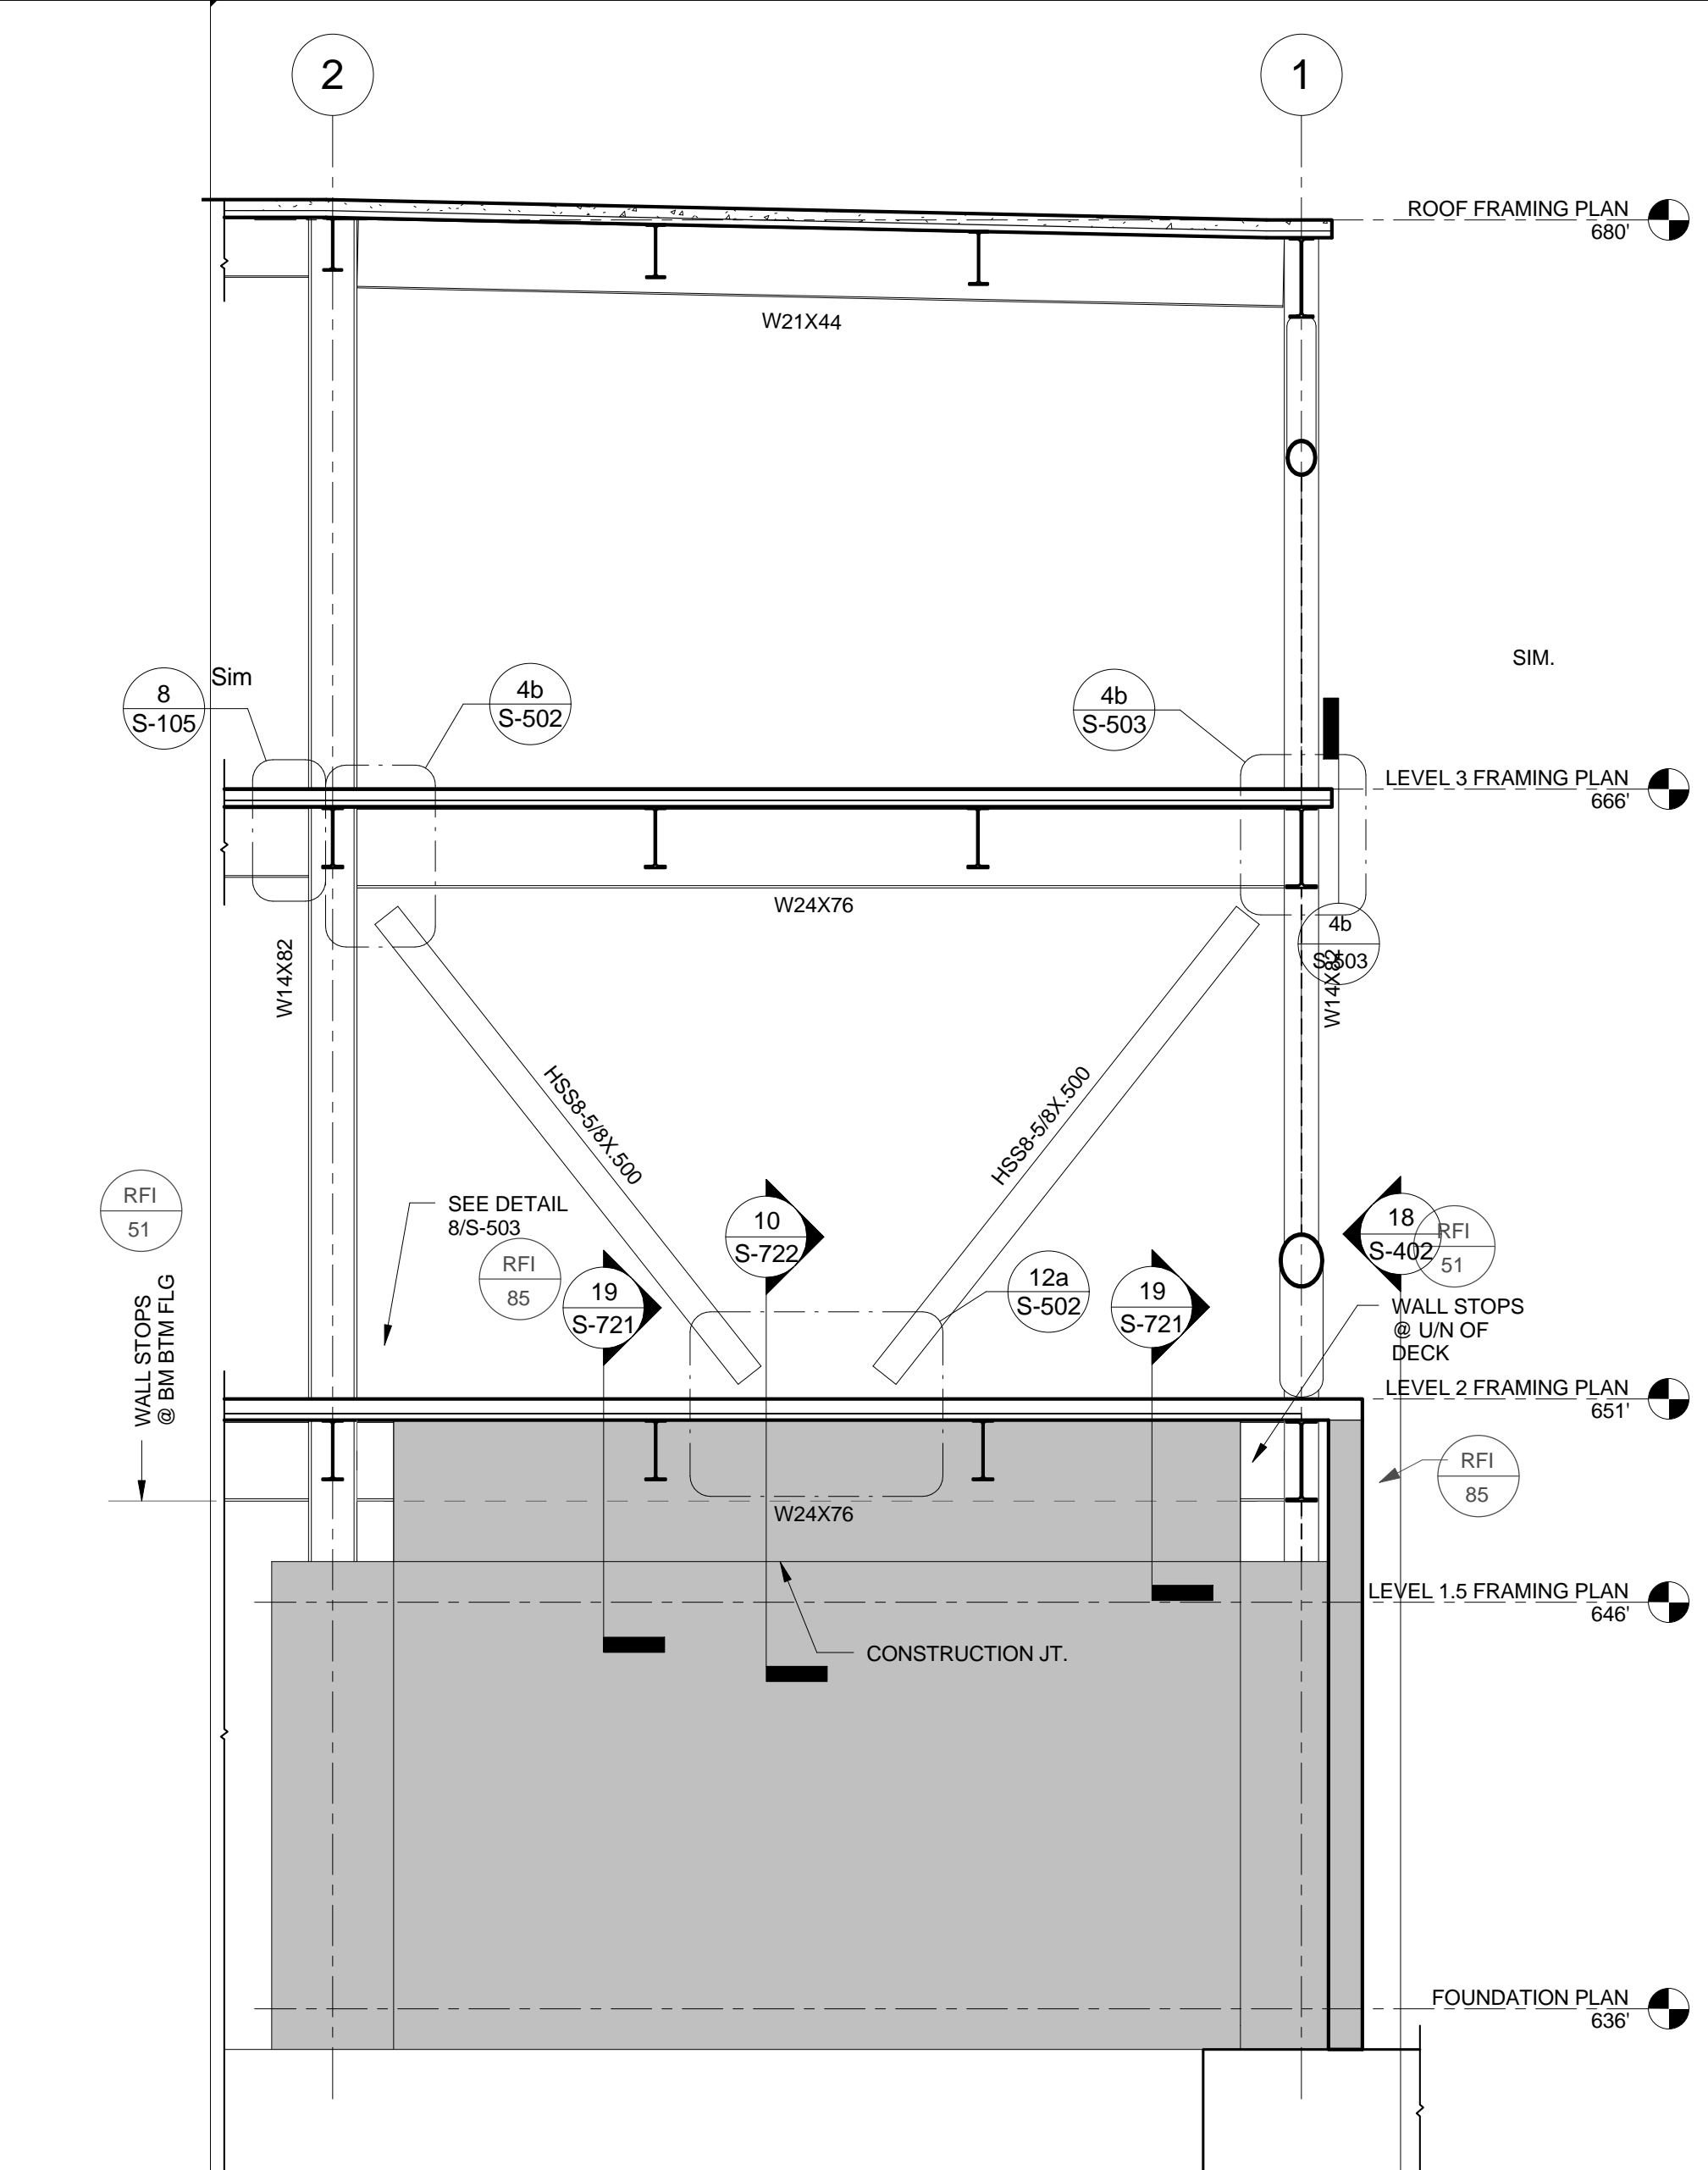 2
1
ROOF FRAMING PLAN
680'
W21X44
Sim
SIM.
8
S-105
4b
S-502
4b
S-503
LEVEL 3 FRAMING PLAN
666'
W24X76
4b
S-503
W14X82
W14X82
HSS8-5/8X.500
HSS8-5/8X.500
RFI
51
SEE DETAIL
8/S-503
RFI
85
10
S-722
18
S-402
RFI
51
19
S-721
12a
S-502
19
S-721
WALL STOPS
@ BM BTM FLG
WALL STOPS
@ U/N OF
DECK
LEVEL 2 FRAMING PLAN
651'
RFI
85
W24X76
LEVEL 1.5 FRAMING PLAN
646'
CONSTRUCTION JT.
FOUNDATION PLAN
636'